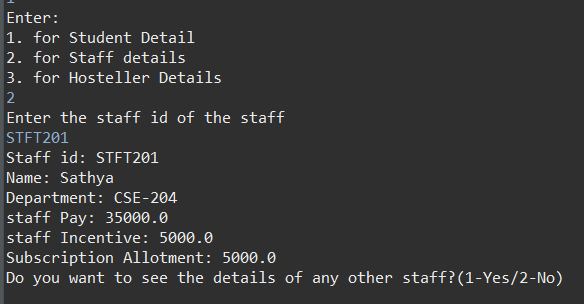 Enter:
1. for Student Detail
2. for Staff details
3. for Hosteller Details
2
Enter the staff id of the staff
STFT201
Staff id: STFT201
Name: Sathya
Department: CSE-204
staff Pay: 35000.0
staff Incentive: 5000.0
Subscription Allotment: 5000.0
Do you want to see the details of any other staff?(1-Yes/2-No)